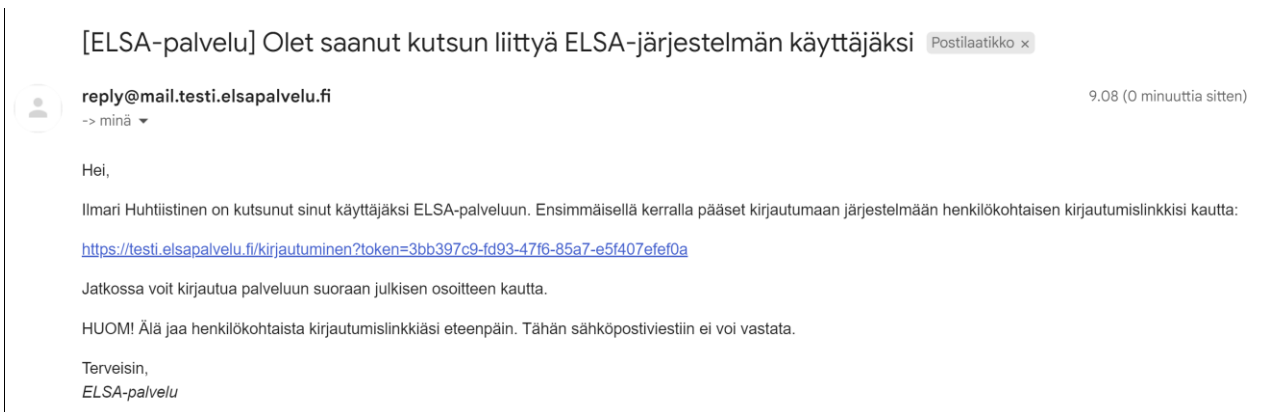 [ELSA-palvelu] Olet saanut kutsun liittyä ELSA-järjestelmän käyttäjäksi Postilaatikko ×
reply@mail.testi.elsapalvelu.fi 9.08 (0 minuuttia sitten)
-> minä
Hei,
Ilmari Huhtiistinen on kutsunut sinut käyttäjäksi ELSA-palveluun. Ensimmäisellä kerralla pääset kirjautumaan järjestelmään henkilökohtaisen kirjautumislinkkisi kautta:
https://testi.elsapalvelu.fi/kirjautuminen?token=3bb397c9-fd93-47f6-85a7-e5f407efef0a
Jatkossa voit kirjautua palveluun suoraan julkisen osoitteen kautta.
HUOM! Älä jaa henkilökohtaista kirjautumislinkkiäsi eteenpäin. Tähän sähköpostiviestiin ei voi vastata.
Terveisin,
ELSA-palvelu